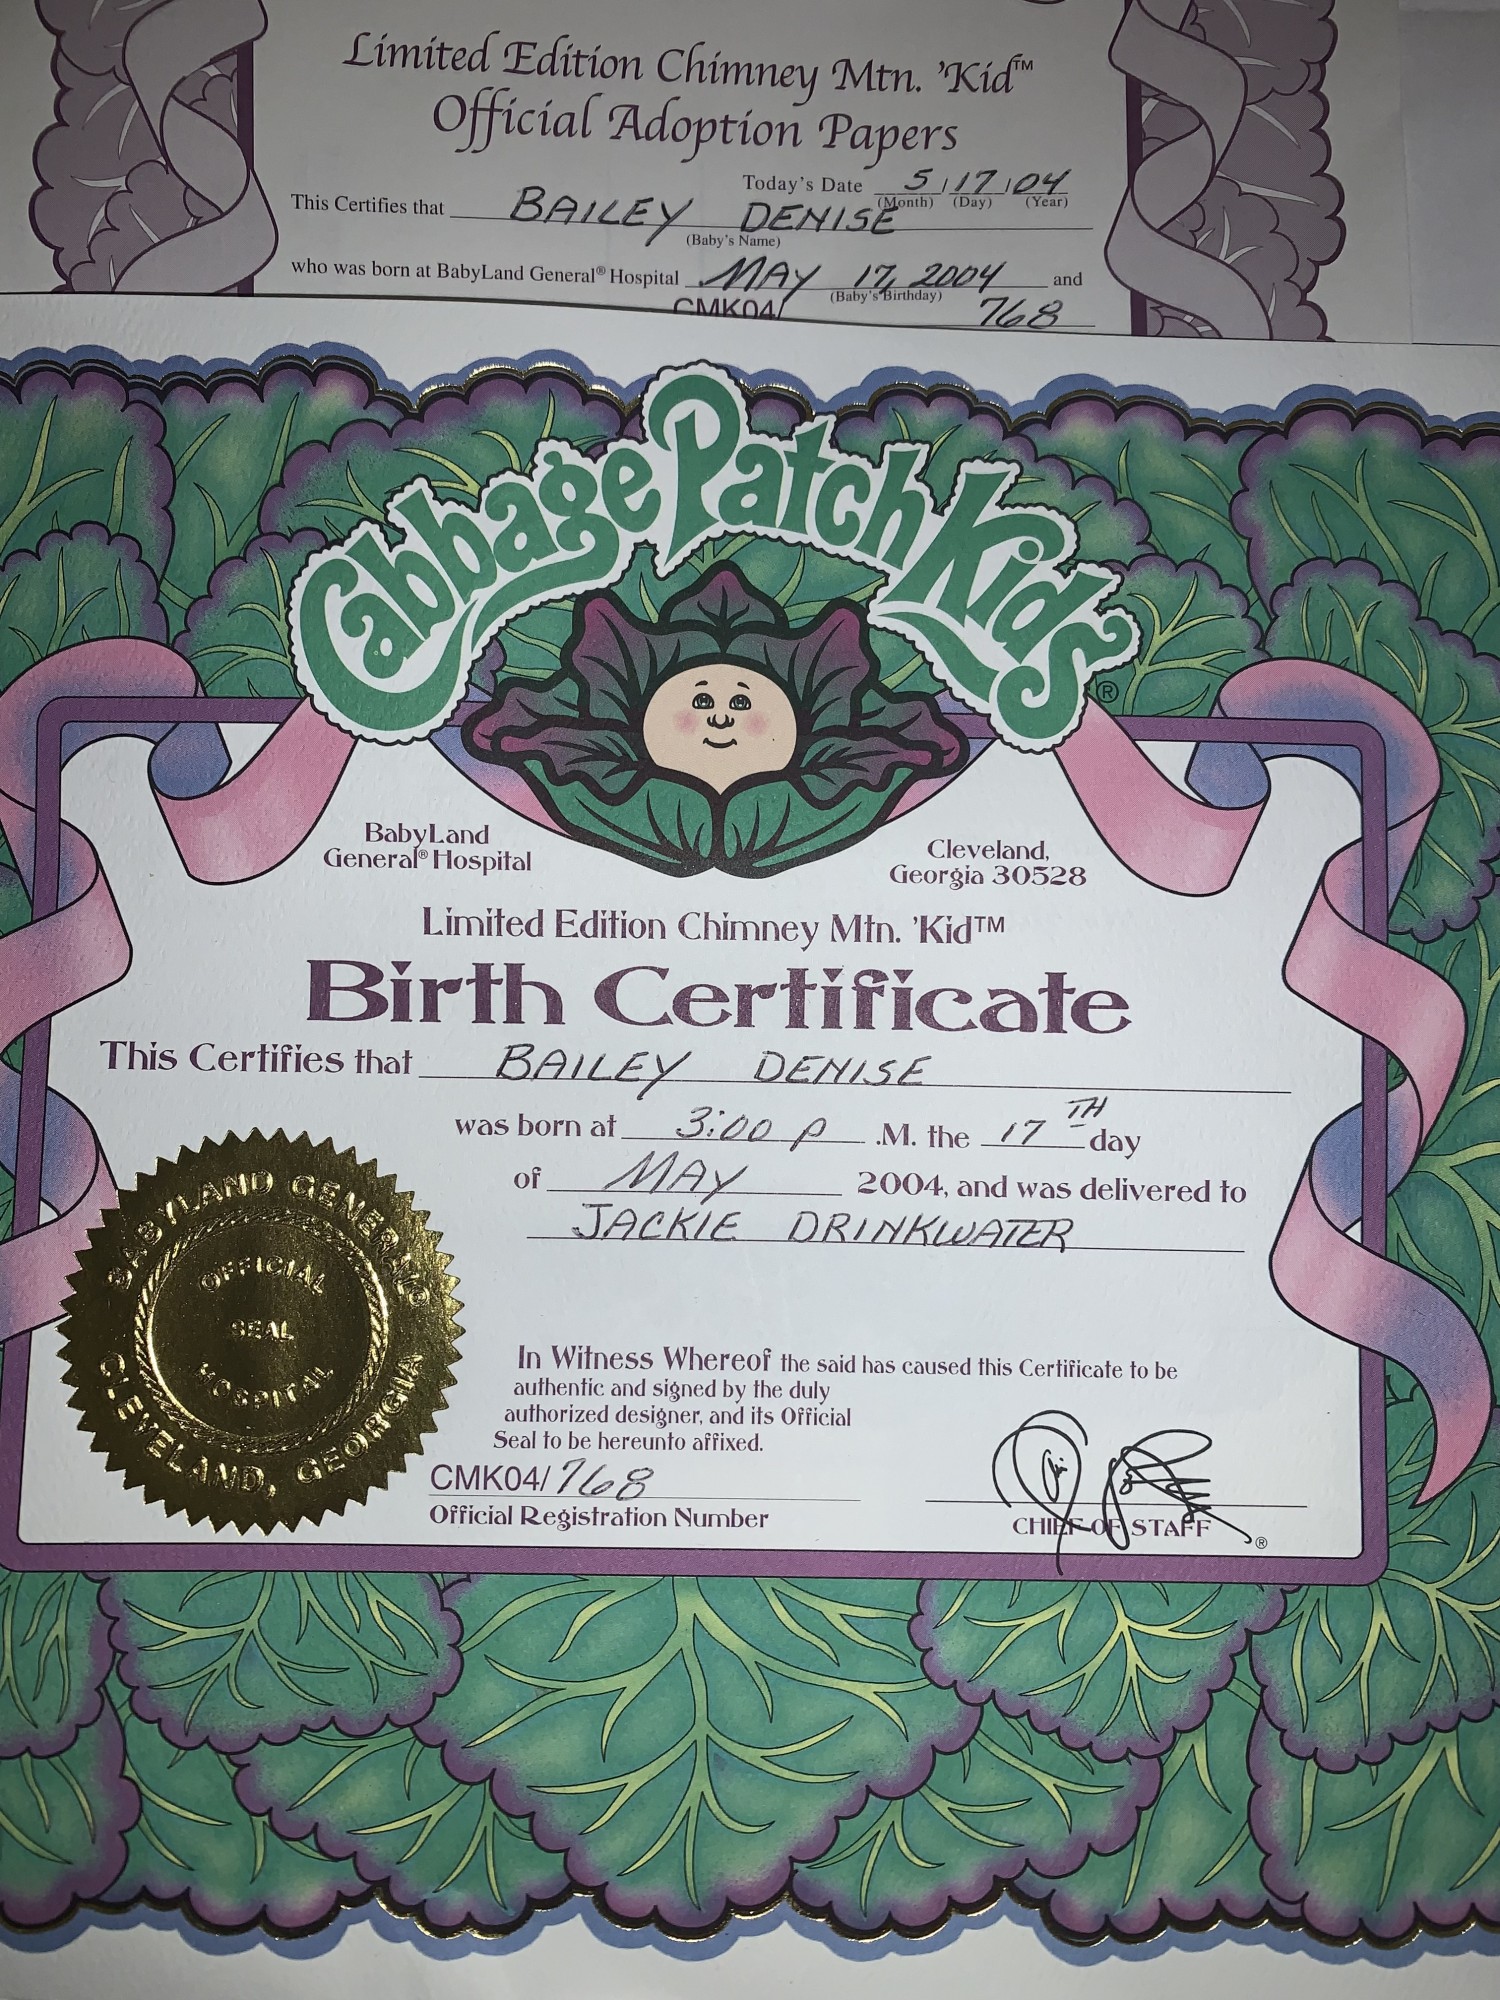 Limited Edition Chimney Mtn. 'Kid™
Official Adoption Papers
Today's Date 5/17/04
(Month) (Day) (Year)
This Certifies that BAILEY DENISE
(Baby's Name)
who was born at BabyLand General® Hospital MAY 17, 2004 and
(Baby's Birthday)
CMK04/ 768
Cabbage Patch Kids®
BabyLand
General® Hospital
Cleveland,
Georgia 30528
Limited Edition Chimney Mtn. 'Kid™
Birth Certificate
This Certifies that BAILEY DENISE
was born at 3:00 P .M. the 17TH day
of MAY 2004, and was delivered to
JACKIE DRINKWATER
In Witness Whereof the said has caused this Certificate to be
authentic and signed by the duly
authorized designer, and its Official
Seal to be hereunto affixed.
CMK04/768
Official Registration Number
CHIEF OF STAFF
®
BABYLAND GENERAL®
OFFICIAL
SEAL
HOSPITAL
CLEVELAND, GEORGIA